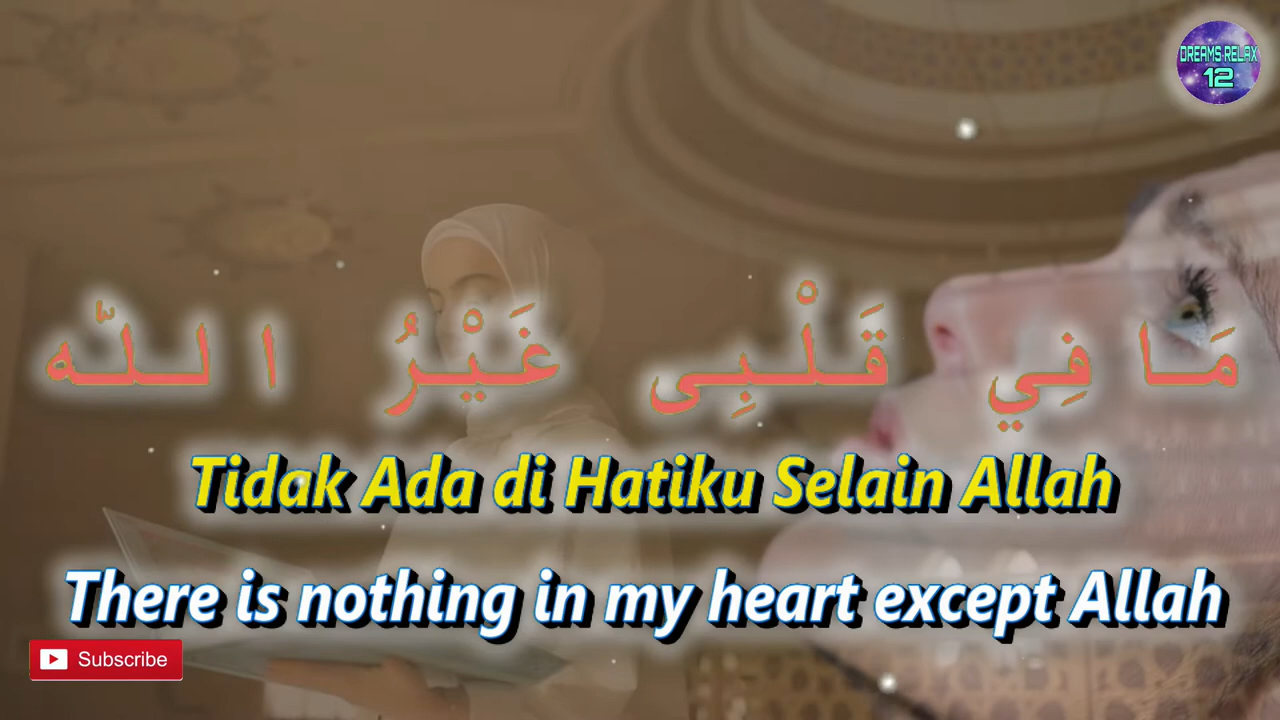 DREAMS RELAX
12
مَا فِي قَلْبِى غَيْرُ اللّٰه
Tidak Ada di Hatiku Selain Allah
There is nothing in my heart except Allah
Subscribe